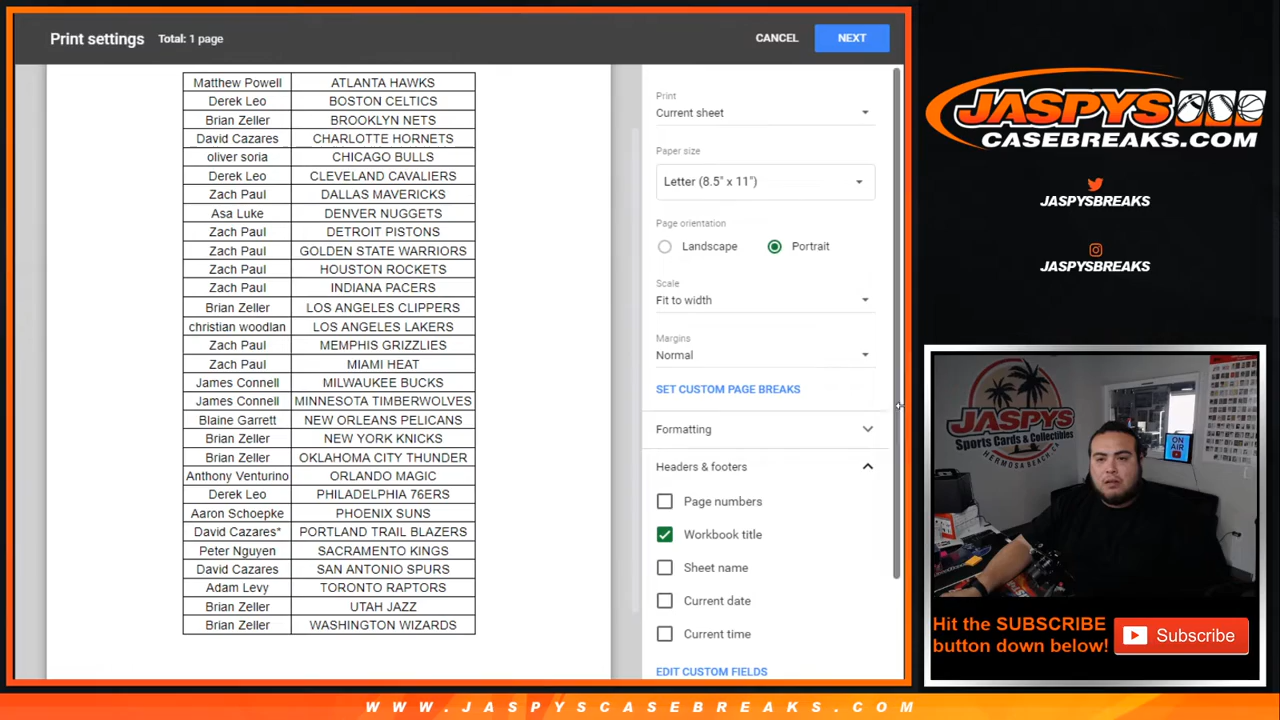 Print settings Total: 1 page CANCEL NEXT
Matthew Powell ATLANTA HAWKS
Derek Leo BOSTON CELTICS
Brian Zeller BROOKLYN NETS
David Cazares CHARLOTTE HORNETS
oliver soria CHICAGO BULLS
Derek Leo CLEVELAND CAVALIERS
Zach Paul DALLAS MAVERICKS
Asa Luke DENVER NUGGETS
Zach Paul DETROIT PISTONS
Zach Paul GOLDEN STATE WARRIORS
Zach Paul HOUSTON ROCKETS
Zach Paul INDIANA PACERS
Brian Zeller LOS ANGELES CLIPPERS
christian woodlan LOS ANGELES LAKERS
Zach Paul MEMPHIS GRIZZLIES
Zach Paul MIAMI HEAT
James Connell MILWAUKEE BUCKS
James Connell MINNESOTA TIMBERWOLVES
Blaine Garrett NEW ORLEANS PELICANS
Brian Zeller NEW YORK KNICKS
Brian Zeller OKLAHOMA CITY THUNDER
Anthony Venturino ORLANDO MAGIC
Derek Leo PHILADELPHIA 76ERS
Aaron Schoepke PHOENIX SUNS
David Cazares* PORTLAND TRAIL BLAZERS
Peter Nguyen SACRAMENTO KINGS
David Cazares SAN ANTONIO SPURS
Adam Levy TORONTO RAPTORS
Brian Zeller UTAH JAZZ
Brian Zeller WASHINGTON WIZARDS
Print
Current sheet
Paper size
Letter (8.5" x 11")
Page orientation
Landscape Portrait
Scale
Fit to width
Margins
Normal
SET CUSTOM PAGE BREAKS
Formatting
Headers & footers
Page numbers
Workbook title
Sheet name
Current date
Current time
EDIT CUSTOM FIELDS
JASPYS
CASEBREAKS.COM
JASPYSBREAKS
JASPYSBREAKS
JASPYS
Sports Cards & Collectibles
HERMOSA BEACH, CA
ON
AIR
Hit the SUBSCRIBE
button down below!
Subscribe
WWW.JASPYSCASEBREAKS.COM